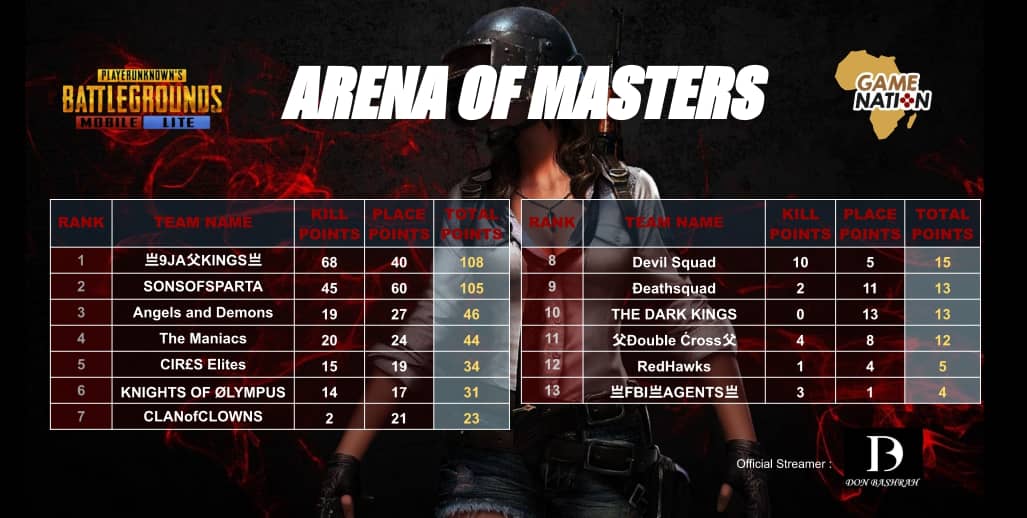 PLAYERUNKNOWN'S
BATTLEGROUNDS
MOBILE LITE
ARENA OF MASTERS
GAME
NATION
RANK TEAM NAME KILL POINTS PLACE POINTS TOTAL POINTS
1 亗9JA父KINGS亗 68 40 108
2 SONSOFSPARTA 45 60 105
3 Angels and Demons 19 27 46
4 The Maniacs 20 24 44
5 CIR£S Elites 15 19 34
6 KNIGHTS OF ØLYMPUS 14 17 31
7 CLANofCLOWNS 2 21 23
RANK TEAM NAME KILL POINTS PLACE POINTS TOTAL POINTS
8 Devil Squad 10 5 15
9 Ðeathsquad 2 11 13
10 THE DARK KINGS 0 13 13
11 父Ðouble Ċross父 4 8 12
12 RedHawks 1 4 5
13 亗FBI亗AGENTS亗 3 1 4
Official Streamer :
DB
DON BASHRAH